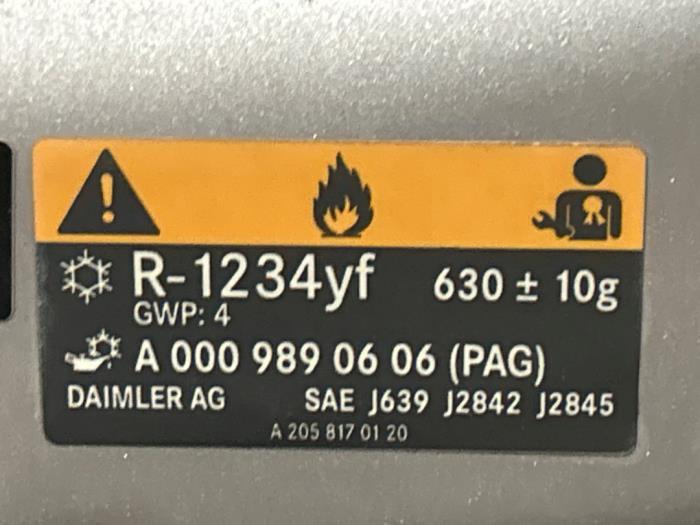 R-1234yf 630 ± 10g
GWP: 4
A 000 989 06 06 (PAG)
DAIMLER AG SAE J639 J2842 J2845
A 205 817 01 20